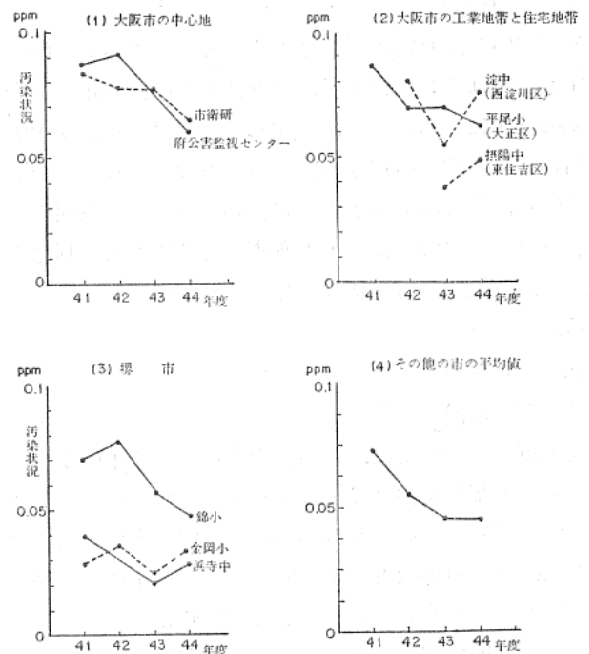 ppm
(1) 大阪市の中心地
0.1
汚染状況
市衛研
府公害監視センター
0.05
0
41 42 43 44 年度
ppm
(2)大阪市の工業地帯と住宅地帯
0.1
淀中
(西淀川区)
平尾小
(大正区)
摂陽中
(東住吉区)
0.05
0
41 42 43 44 年度
ppm
(3) 堺 市
0.1
汚染状況
0.05
錦小
金岡小
浜寺中
0
41 42 43 44 年度
ppm
(4) その他の市の平均値
0.1
0.05
0
41 42 43 44 年度